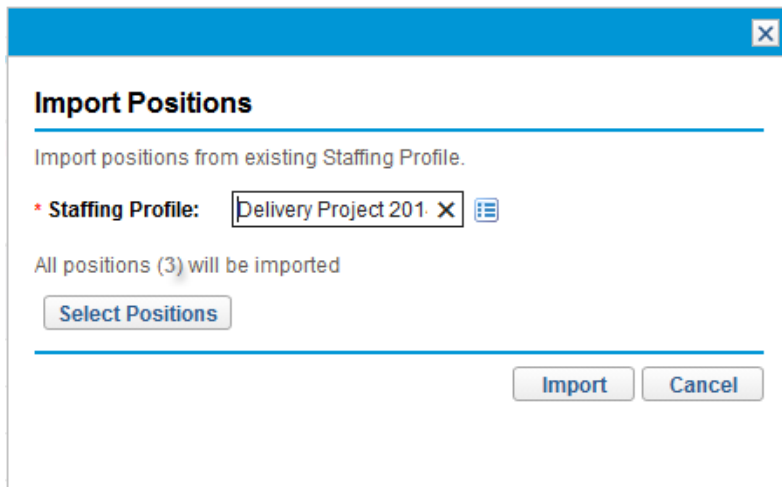 Import Positions
Import positions from existing Staffing Profile.
* Staffing Profile: Delivery Project 201
All positions (3) will be imported
Select Positions
Import Cancel